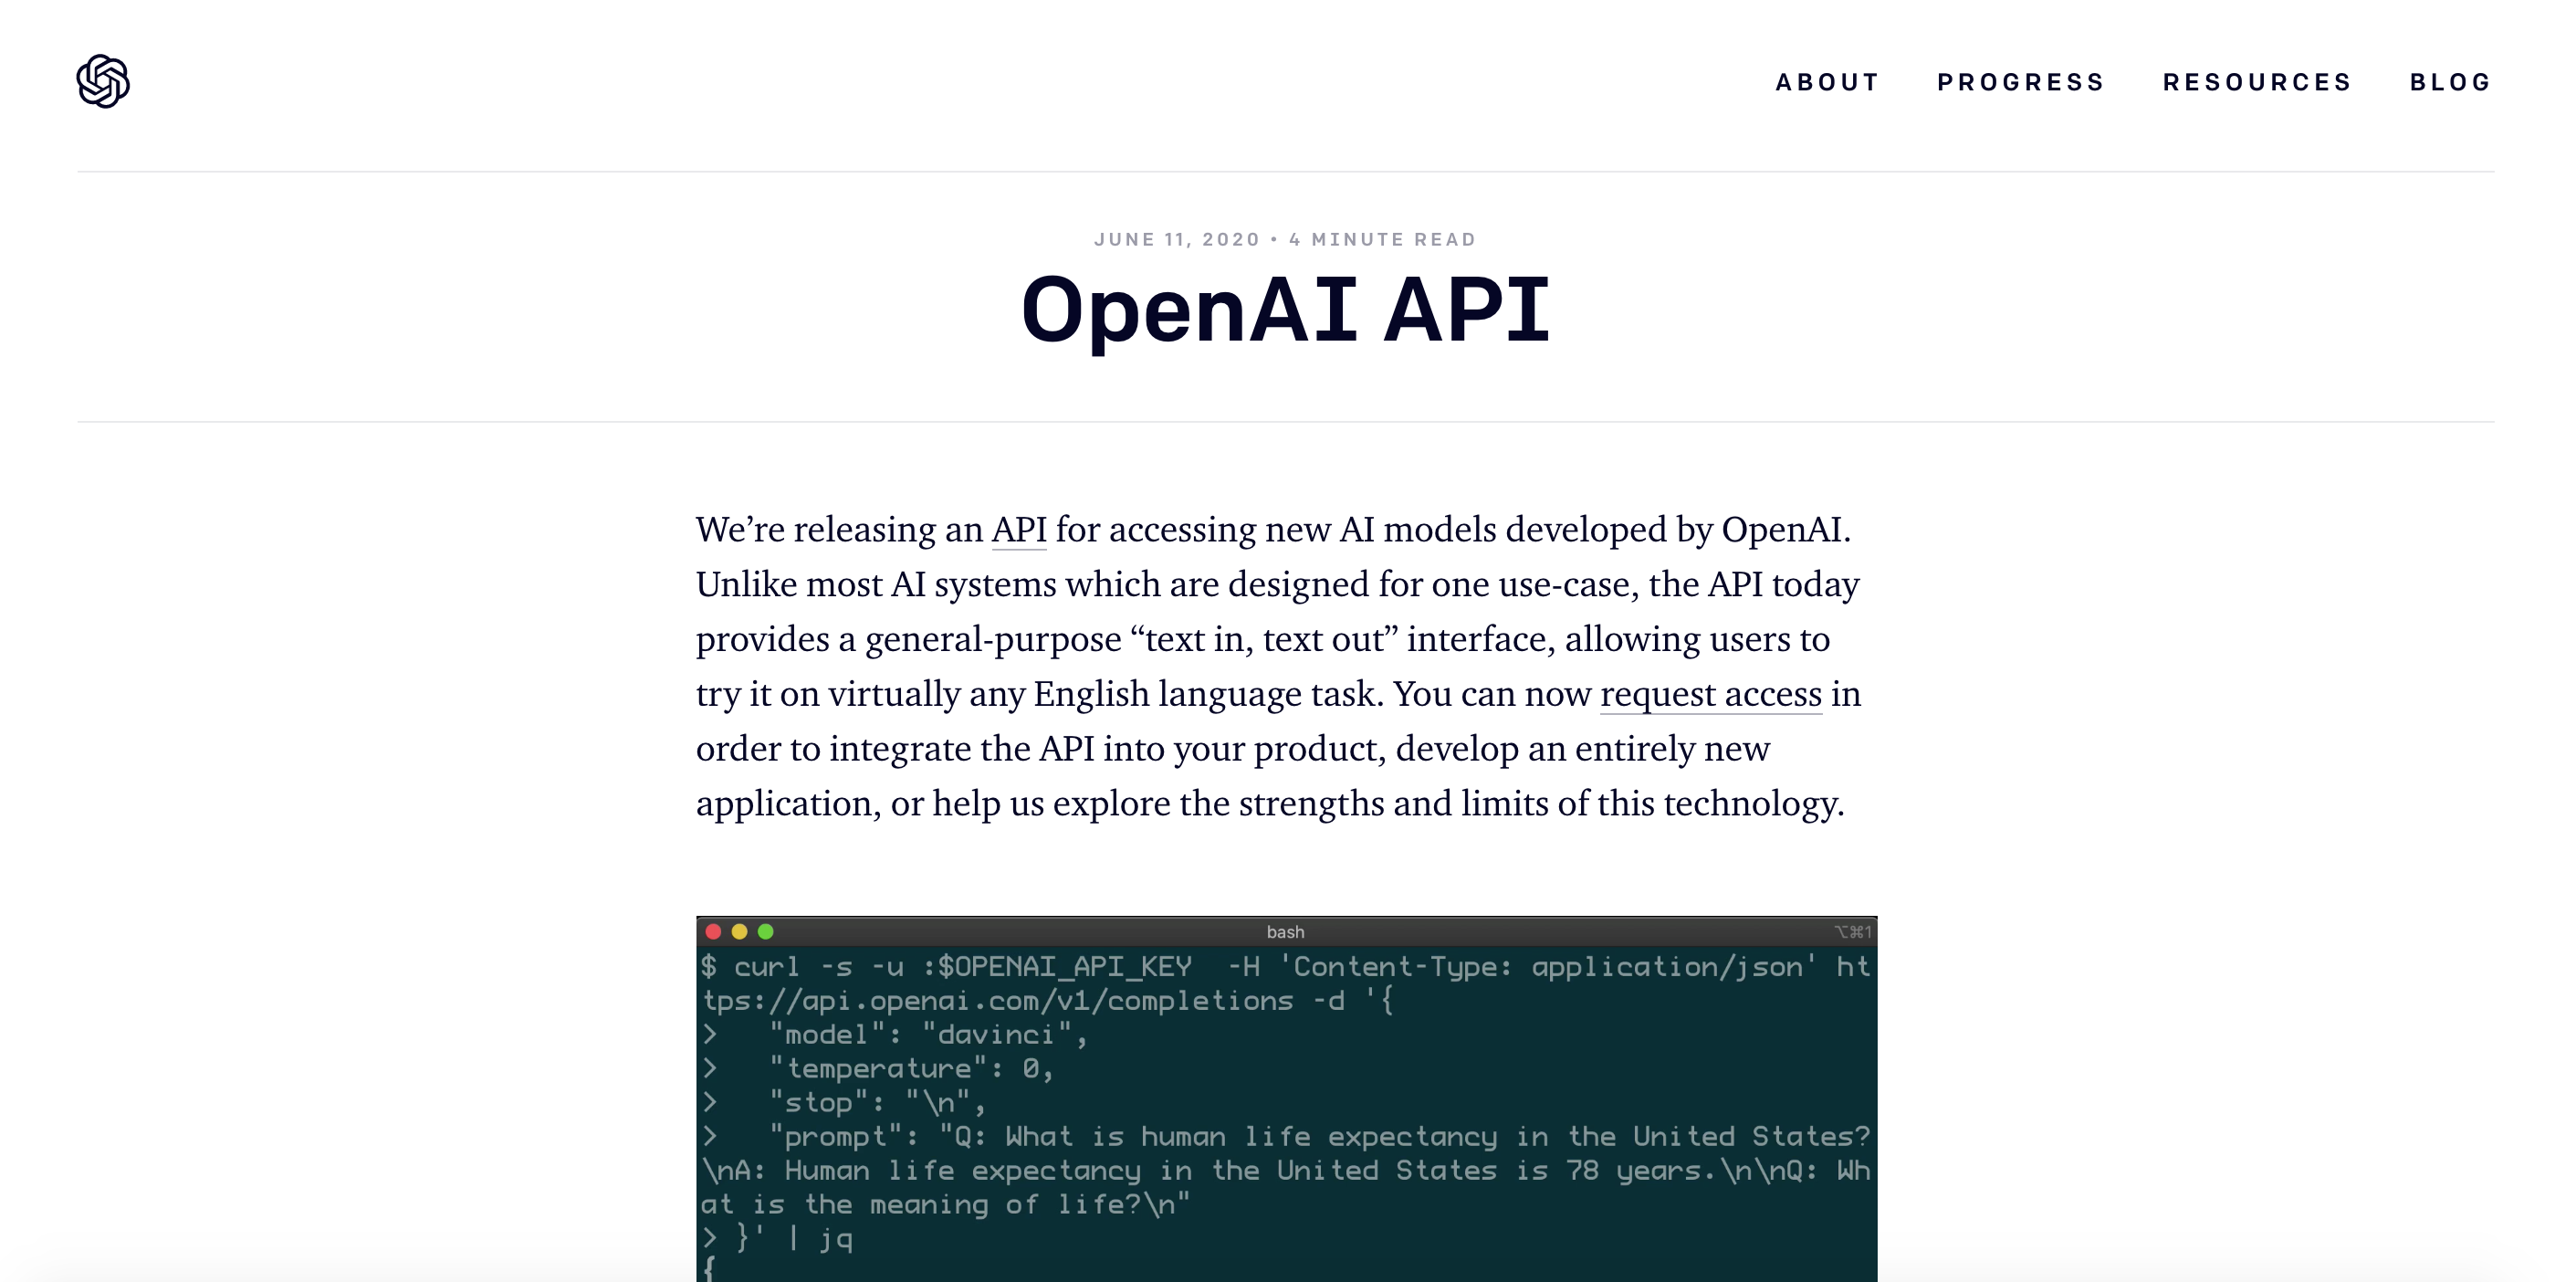 ABOUT PROGRESS RESOURCES BLOG
JUNE 11, 2020 • 4 MINUTE READ
OpenAI API
We’re releasing an API for accessing new AI models developed by OpenAI.
Unlike most AI systems which are designed for one use-case, the API today
provides a general-purpose “text in, text out” interface, allowing users to
try it on virtually any English language task. You can now request access in
order to integrate the API into your product, develop an entirely new
application, or help us explore the strengths and limits of this technology.
bash ⌥⌘1
$ curl -s -u :$OPENAI_API_KEY  -H 'Content-Type: application/json' ht
tps://api.openai.com/v1/completions -d '{
>   "model": "davinci",
>   "temperature": 0,
>   "stop": "\n",
>   "prompt": "Q: What is human life expectancy in the United States?
\nA: Human life expectancy in the United States is 78 years.\n\nQ: Wh
at is the meaning of life?\n"
> }' | jq
{